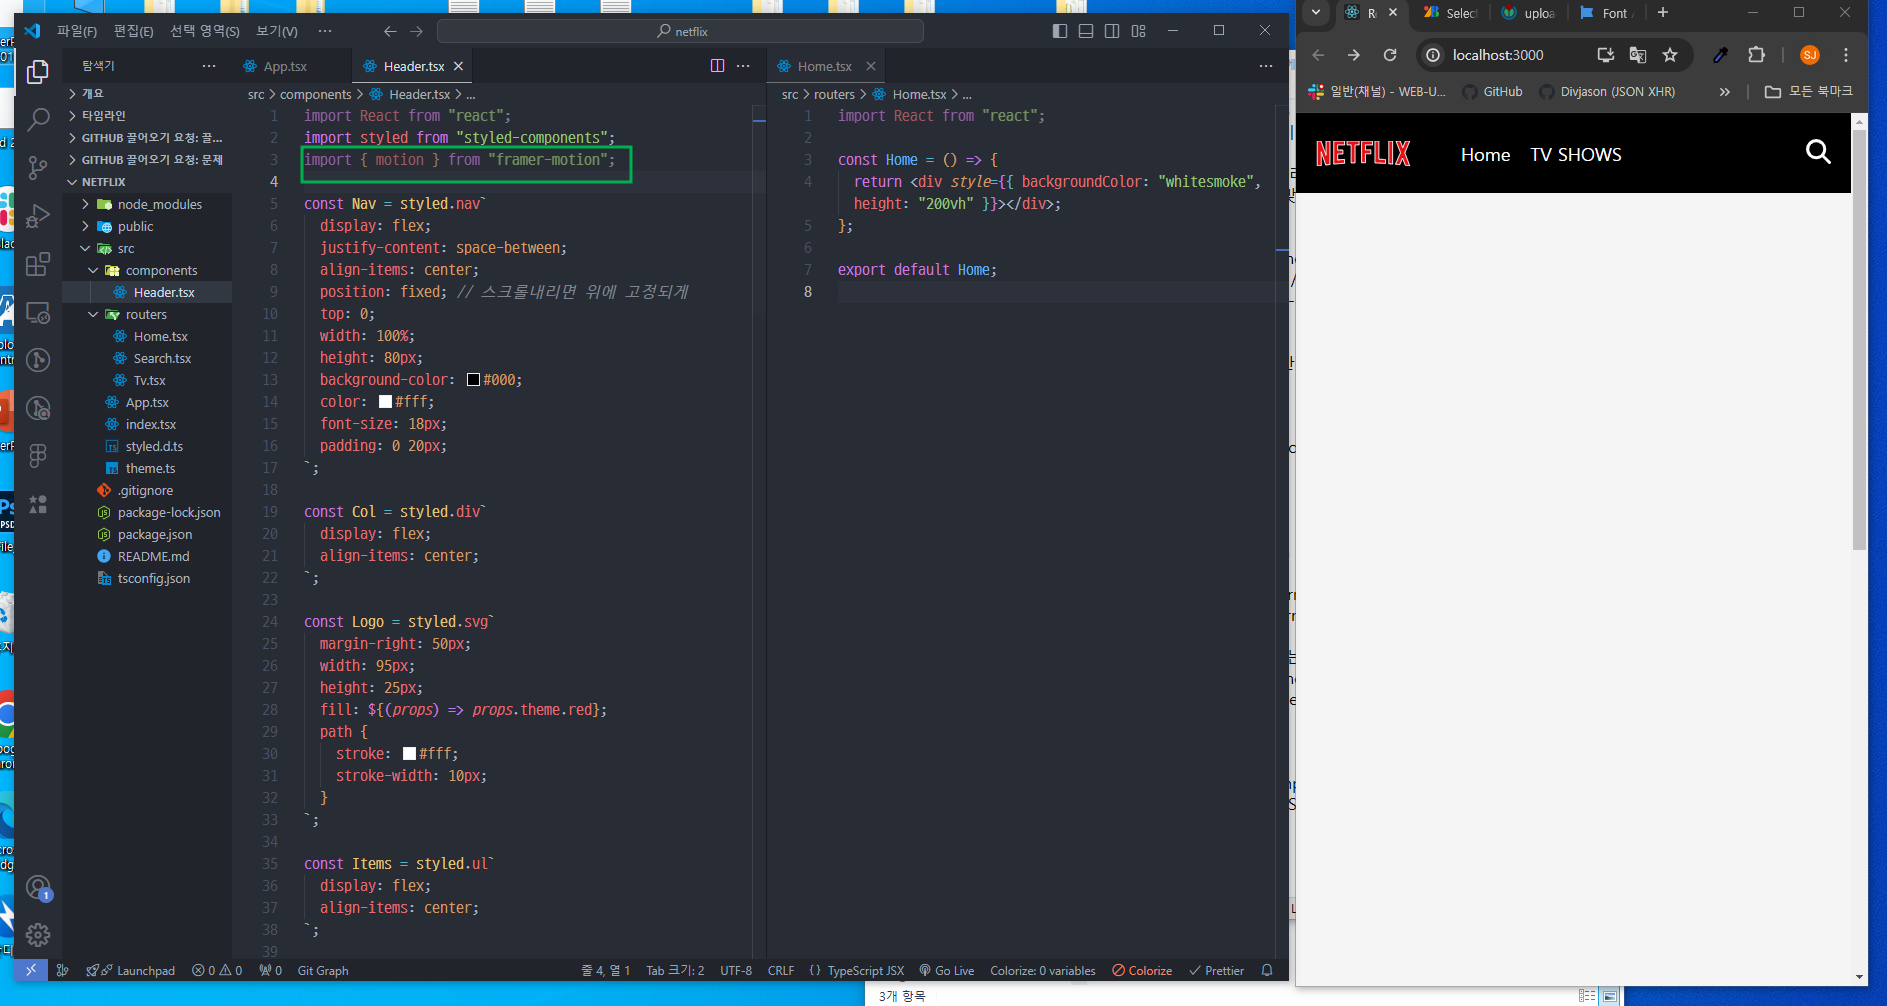 파일(F) 편집(E) 선택 영역(S) 보기(V) ··· netflix
탐색기 ···
개요
타임라인
GITHUB 끌어오기 요청: 끌...
GITHUB 끌어오기 요청: 문제
NETFLIX
node_modules
public
src
components
Header.tsx
routers
Home.tsx
Search.tsx
Tv.tsx
App.tsx
index.tsx
styled.d.ts
theme.ts
.gitignore
package-lock.json
package.json
README.md
tsconfig.json
App.tsx Header.tsx
src > components > Header.tsx > ...
1 import React from "react";
2 import styled from "styled-components";
3 import { motion } from "framer-motion";
4
5 const Nav = styled.nav`
6 display: flex;
7 justify-content: space-between;
8 align-items: center;
9 position: fixed; // 스크롤내리면 위에 고정되게
10 top: 0;
11 width: 100%;
12 height: 80px;
13 background-color: #000;
14 color: #fff;
15 font-size: 18px;
16 padding: 0 20px;
17 `;
18
19 const Col = styled.div`
20 display: flex;
21 align-items: center;
22 `;
23
24 const Logo = styled.svg`
25 margin-right: 50px;
26 width: 95px;
27 height: 25px;
28 fill: ${(props) => props.theme.red};
29 path {
30 stroke: #fff;
31 stroke-width: 10px;
32 }
33 `;
34
35 const Items = styled.ul`
36 display: flex;
37 align-items: center;
38 `;
39
Home.tsx
src > routers > Home.tsx > ...
1 import React from "react";
2
3 const Home = () => {
4 return <div style={{ backgroundColor: "whitesmoke",
height: "200vh" }}></div>;
5 };
6
7 export default Home;
8
Launchpad 0 0 0 Git Graph 줄 4, 열 1 Tab 크기: 2 UTF-8 CRLF {} TypeScript JSX Go Live Colorize: 0 variables Colorize Prettier
1
Select uploa Font
localhost:3000
SJ
일반(채널) - WEB-U... GitHub Divjason (JSON XHR) » 모든 북마크
NETFLIX Home TV SHOWS
3개 항목